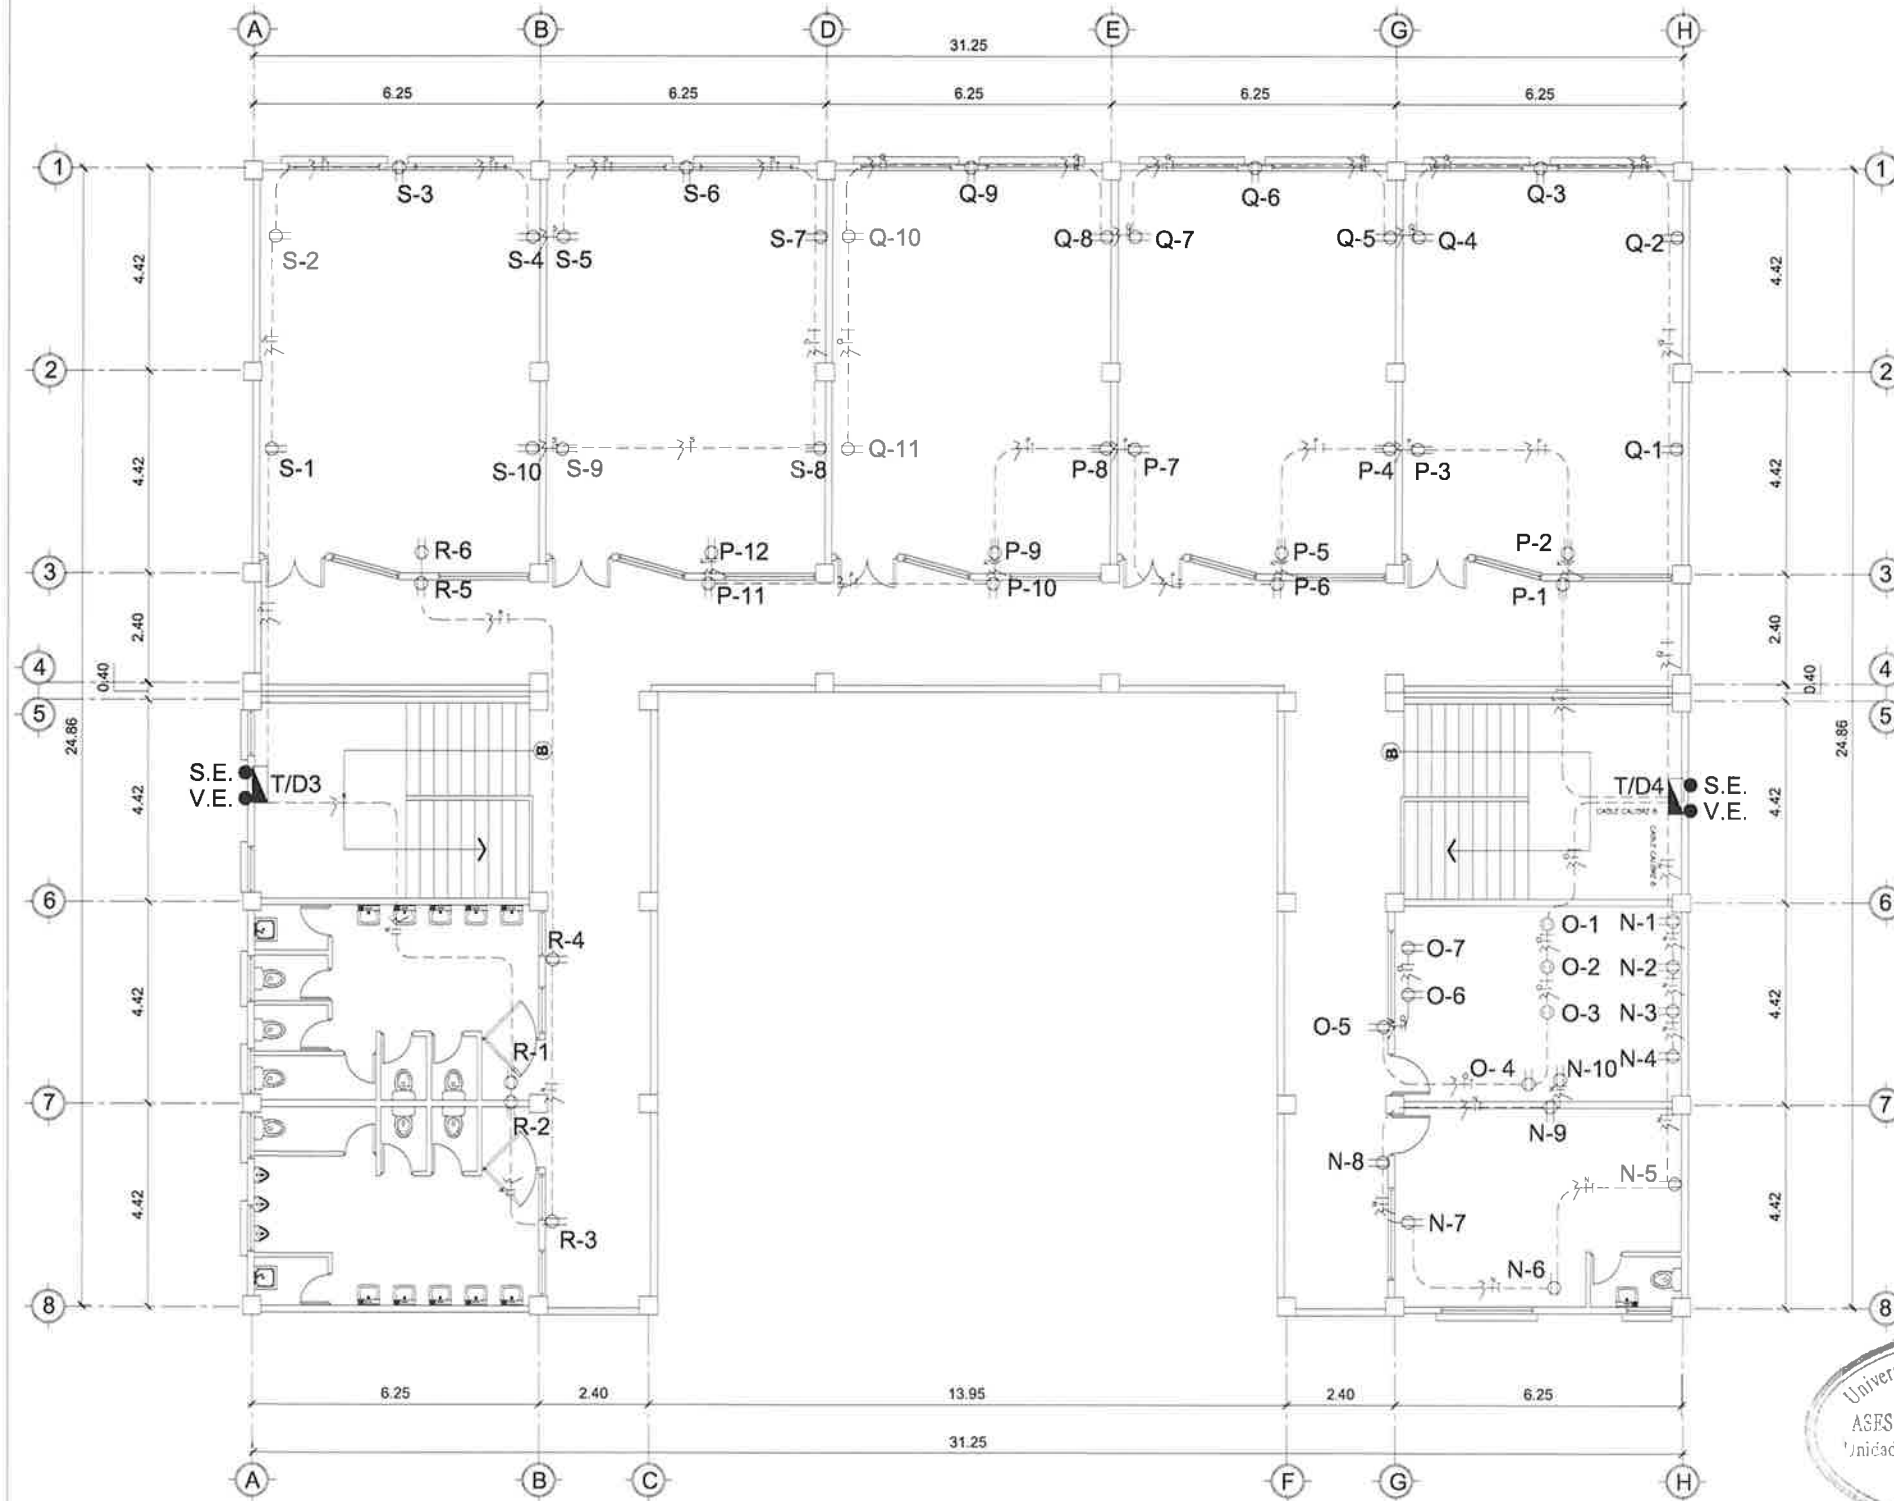 A B D E G H
31.25
6.25 6.25 6.25 6.25 6.25
1 1
S-3 S-6 Q-9 Q-6 Q-3
S-2 S-4 S-5 S-7 Q-10 Q-8 Q-7 Q-5 Q-4 Q-2
4.42 4.42
2 2
S-1 S-10 S-9 S-8 Q-11 P-8 P-7 P-4 P-3 Q-1
4.42 4.42
R-6 P-12 P-9 P-5 P-2
3 3
R-5 P-11 P-10 P-6 P-1
2.40 2.40
4 4
0.40 0.40
5 5
24.86 24.86
B B
S.E. T/D3 T/D4 S.E.
V.E. V.E.
CABLE CALIBRE 8
CABLE CALIBRE 8
4.42 4.42
6 6
R-4 O-7 O-1 N-1
O-6 O-2 N-2
4.42 4.42
O-5 O-3 N-3
R-1 O- 4 N-10 N-4
7 7
R-2 N-9
N-8 N-5
4.42 4.42
R-3 N-7
N-6
8 8
6.25 2.40 13.95 2.40 6.25
31.25
A B C F G H